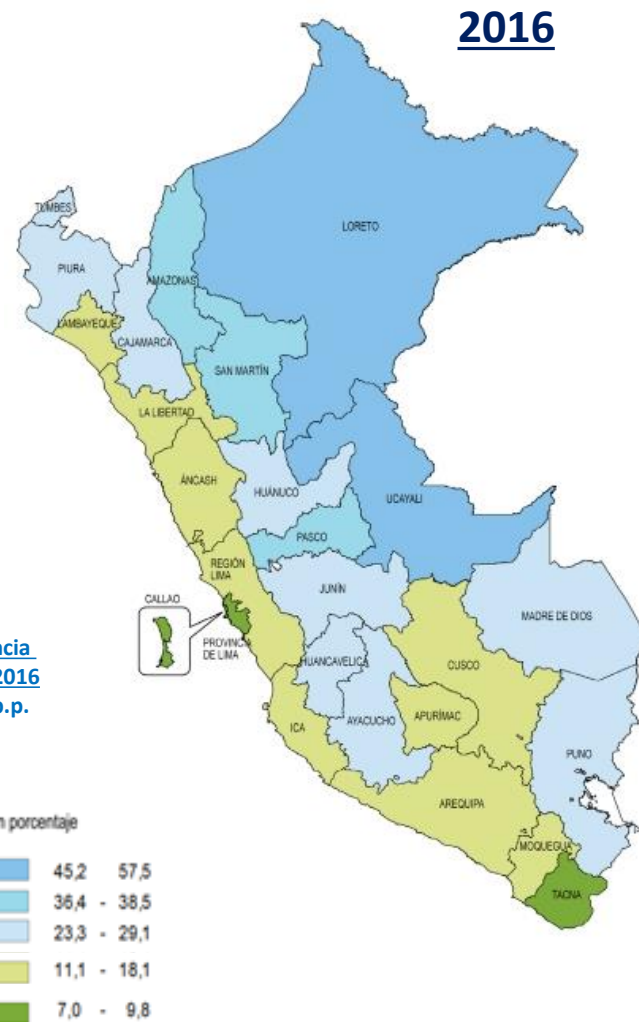 2016
TUMBES
LORETO
PIURA
AMAZONAS
LAMBAYEQUE
CAJAMARCA
SAN MARTÍN
LA LIBERTAD
ÁNCASH
HUÁNUCO
UCAYALI
PASCO
REGIÓN
LIMA
JUNÍN
CALLAO
MADRE DE DIOS
PROVINCIA
DE LIMA
HUANCAVELICA
CUSCO
ICA
AYACUCHO
APURÍMAC
PUNO
AREQUIPA
MOQUEGUA
TACNA
2016
p.p.
porcentaje
45,2 57,5
36,4 - 38,5
23,3 - 29,1
11,1 - 18,1
7,0 - 9,8